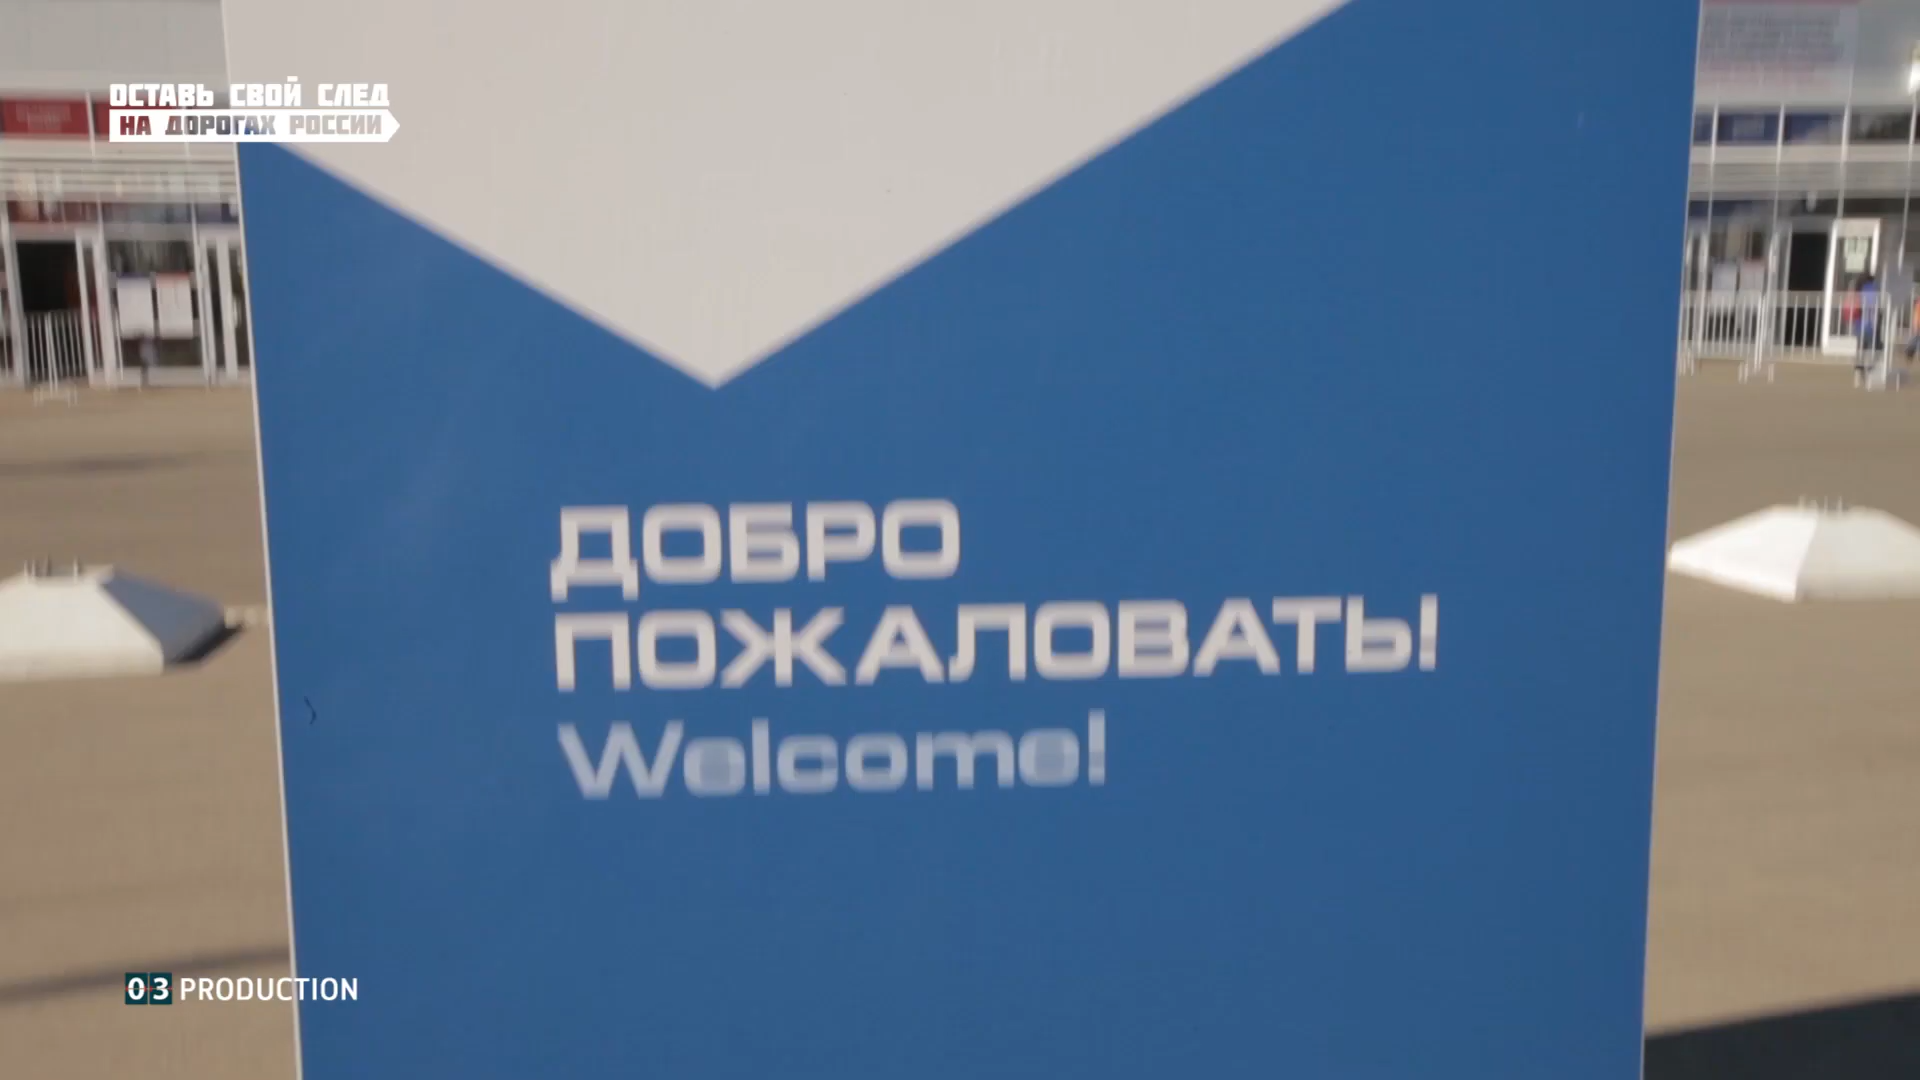 ОСТАВЬ СВОЙ СЛЕД
НА ДОРОГАХ РОССИИ
ДОБРО
ПОЖАЛОВАТЬ!
Welcome!
03 PRODUCTION